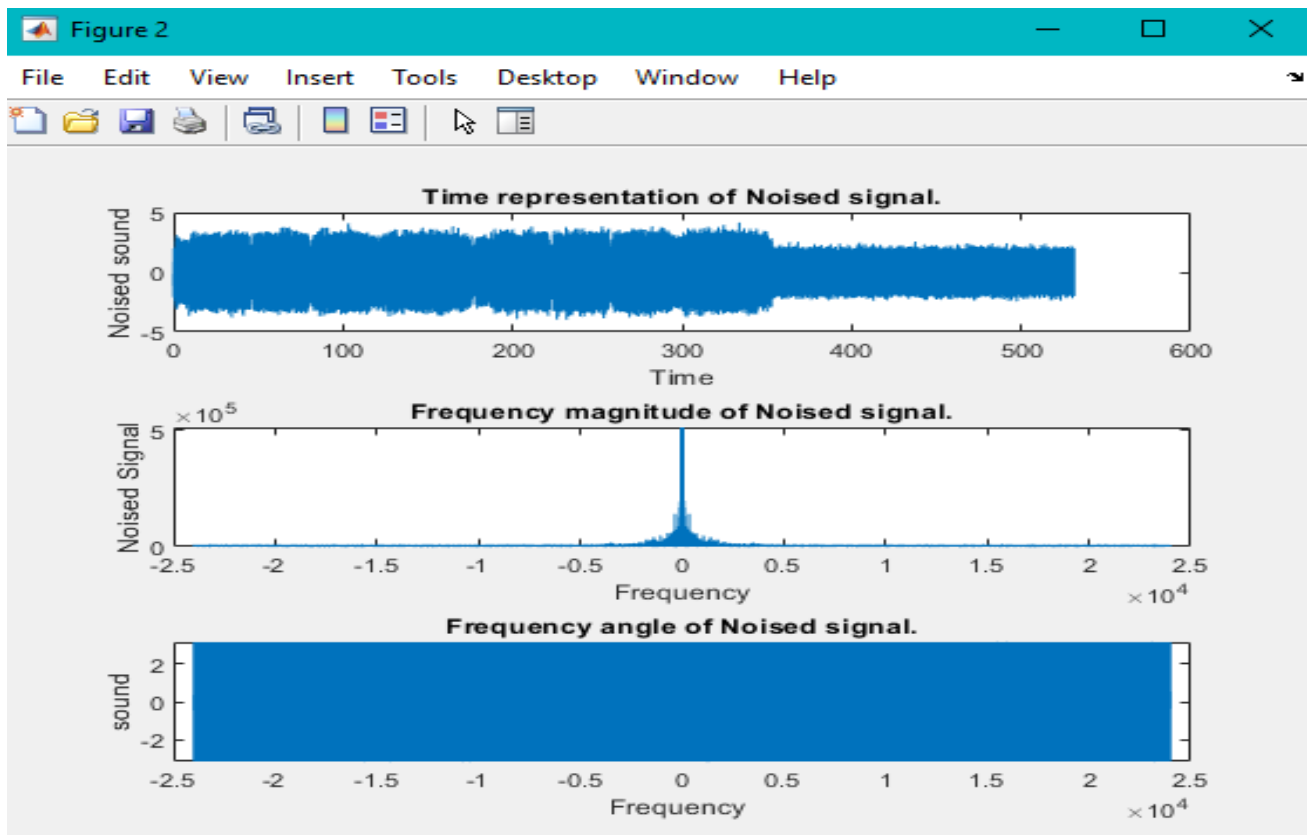 Figure 2
File Edit View Insert Tools Desktop Window Help
Time representation of Noised signal.
Noised sound
5
0
-5
0 100 200 300 400 500 600
Time
×10^5
Frequency magnitude of Noised signal.
Noised Signal
5
0
-2.5 -2 -1.5 -1 -0.5 0 0.5 1 1.5 2 2.5
Frequency
×10^4
Frequency angle of Noised signal.
sound
2
0
-2
-2.5 -2 -1.5 -1 -0.5 0 0.5 1 1.5 2 2.5
Frequency
×10^4